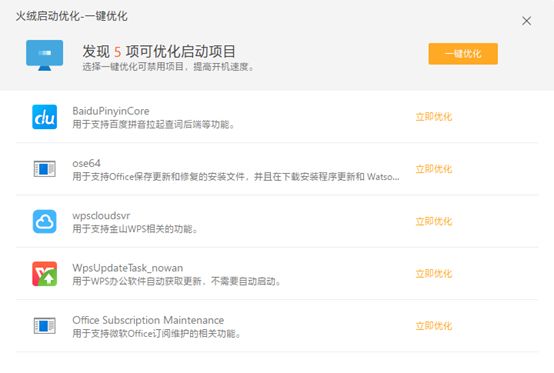 火绒启动优化-一键优化
发现 5 项可优化启动项目
选择一键优化可禁用项目，提高开机速度。
一键优化
BaiduPinyinCore
用于支持百度拼音拉起查词后端等功能。
立即优化
ose64
用于支持Office保存更新和修复的安装文件，并且在下载安装程序更新和 Watso...
立即优化
wpscloudsvr
用于支持金山WPS相关的功能。
立即优化
WpsUpdateTask_nowan
用于WPS办公软件自动获取更新，不需要自动启动。
立即优化
Office Subscription Maintenance
用于支持微软Office订阅维护的相关功能。
立即优化